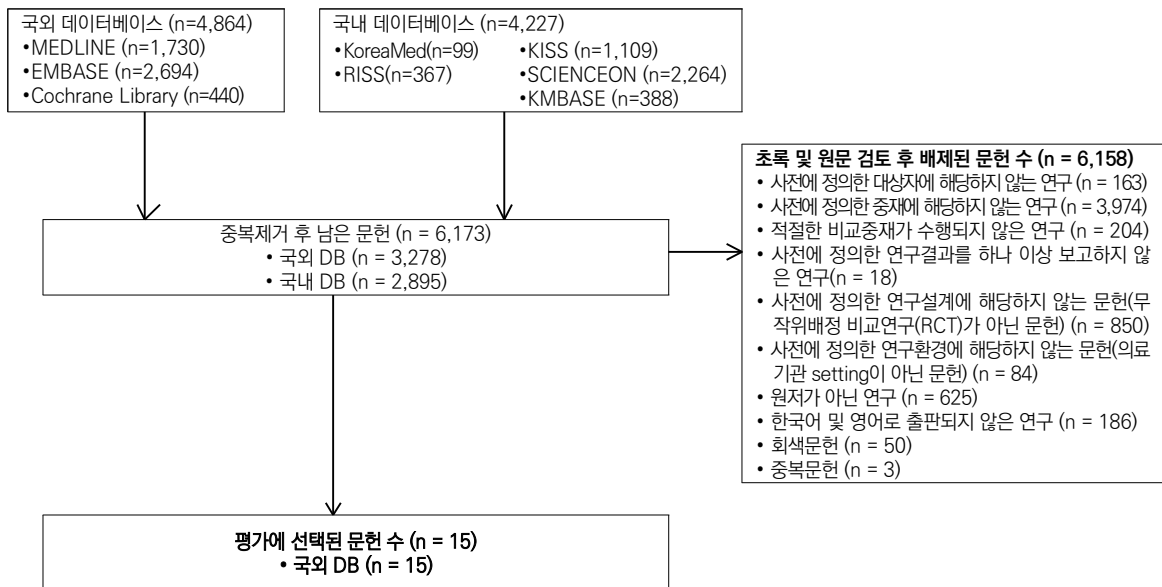 국외 데이터베이스 (n=4,864)
•MEDLINE (n=1,730)
•EMBASE (n=2,694)
•Cochrane Library (n=440)
국내 데이터베이스 (n=4,227)
•KoreaMed(n=99)
•RISS(n=367)
•KISS (n=1,109)
•SCIENCEON (n=2,264)
•KMBASE (n=388)
중복제거 후 남은 문헌 (n = 6,173)
• 국외 DB (n = 3,278)
• 국내 DB (n = 2,895)
초록 및 원문 검토 후 배제된 문헌 수 (n = 6,158)
• 사전에 정의한 대상자에 해당하지 않는 연구 (n = 163)
• 사전에 정의한 중재에 해당하지 않는 연구 (n = 3,974)
• 적절한 비교중재가 수행되지 않은 연구 (n = 204)
• 사전에 정의한 연구결과를 하나 이상 보고하지 않
은 연구(n = 18)
• 사전에 정의한 연구설계에 해당하지 않는 문헌(무
작위배정 비교연구(RCT)가 아닌 문헌) (n = 850)
• 사전에 정의한 연구환경에 해당하지 않는 문헌(의료
기관 setting이 아닌 문헌) (n = 84)
• 원저가 아닌 연구 (n = 625)
• 한국어 및 영어로 출판되지 않은 연구 (n = 186)
• 회색문헌 (n = 50)
• 중복문헌 (n = 3)
평가에 선택된 문헌 수 (n = 15)
• 국외 DB (n = 15)